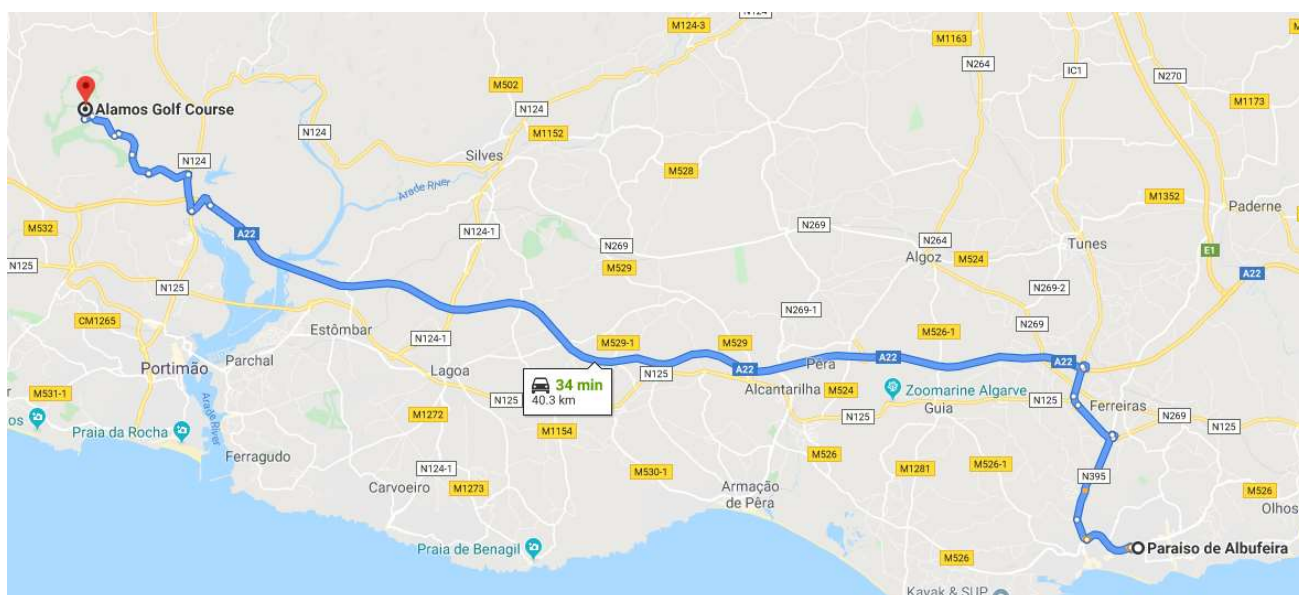 N124
M124-3
M1163
N264
IC1
N270
M502
M1173
Alamos Golf Course
N124
N124
M1152
Silves
N124
M528
Arade River
M1352
Paderne
M532
A22
N124-1
N269
N264
Tunes
N125
M529
Algoz
M524
E1
A22
N125
N269-2
CM1265
Estômbar
N269-1
M526-1
N269
N124-1
M529-1
M529
Portimão
Parchal
Lagoa
34 min
40.3 km
N125
A22
Pêra
A22
A22
M531-1
Alcantarilha
M524
Zoomarine Algarve
N125
Ferreiras
os
Praia da Rocha
Arade River
M1272
N125
M1154
Guia
N125
N269
N125
Ferragudo
N124-1
M530-1
M526
M1281
M526-1
N395
Carvoeiro
M1273
Armação
de Pêra
M526
Olhos
Praia de Benagil
M526
Paraiso de Albufeira
Kayak & SUP